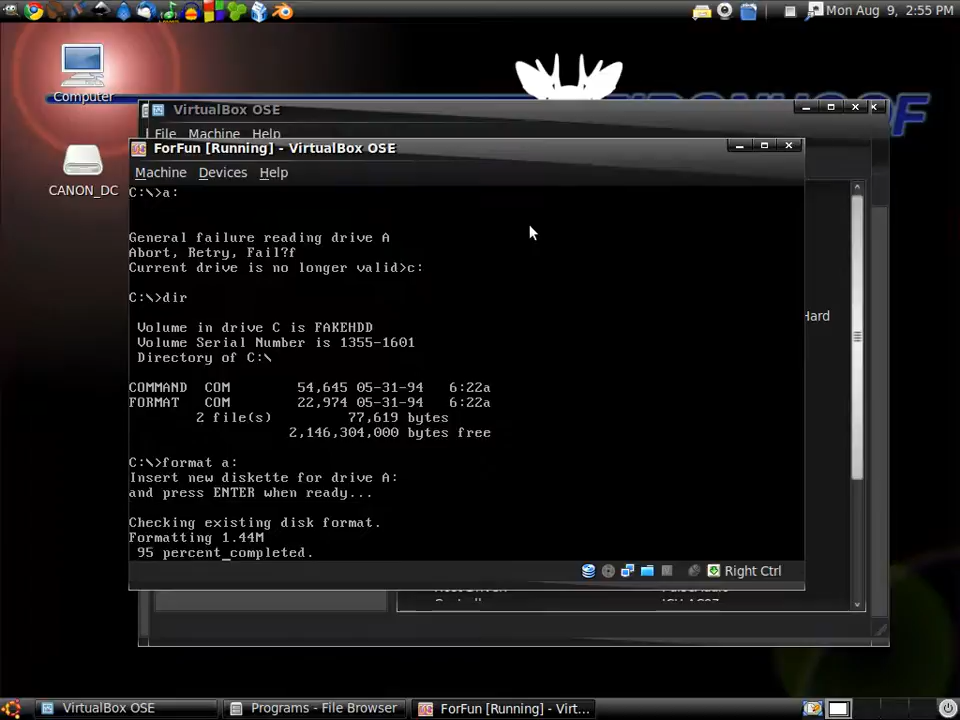 Mon Aug 9, 2:55 PM
Computer
VirtualBox OSE
File Machine Help
ForFun [Running] - VirtualBox OSE
CANON_DC
Machine Devices Help
C:\>a:
General failure reading drive A
Abort, Retry, Fail?f
Current drive is no longer valid>c:
C:\>dir
Volume in drive C is FAKEHDD
Hard
Volume Serial Number is 1355-1601
Directory of C:\
COMMAND COM 54,645 05-31-94 6:22a
FORMAT COM 22,974 05-31-94 6:22a
2 file(s) 77,619 bytes
2,146,304,000 bytes free
C:\>format a:
Insert new diskette for drive A:
and press ENTER when ready...
Checking existing disk format.
Formatting 1.44M
95 percent_completed.
Right Ctrl
VirtualBox OSE
Programs - File Browser
ForFun [Running] - Virt...